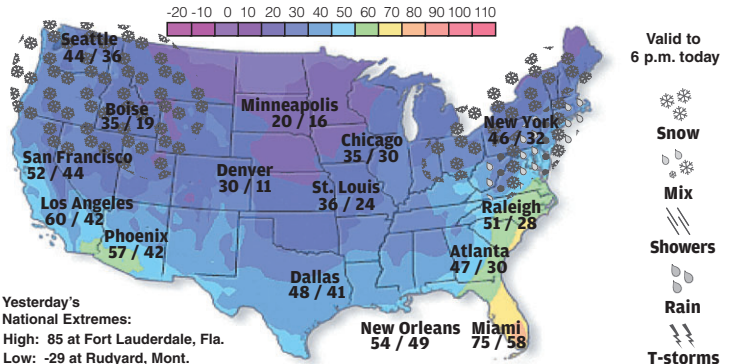 -20 -10 0 10 20 30 40 50 60 70 80 90 100 110
Valid to
6 p.m. today
Seattle
44 / 36
Boise
35 / 19
Minneapolis
20 / 16
New York
46 / 32
Snow
San Francisco
52 / 44
Chicago
35 / 30
Denver
30 / 11
St. Louis
36 / 24
Mix
Los Angeles
60 / 42
Raleigh
51 / 28
Phoenix
57 / 42
Atlanta
47 / 30
Showers
Dallas
48 / 41
Rain
New Orleans
54 / 49
Miami
75 / 58
T-storms
Yesterday's
National Extremes:
High: 85 at Fort Lauderdale, Fla.
Low: -29 at Rudyard, Mont.